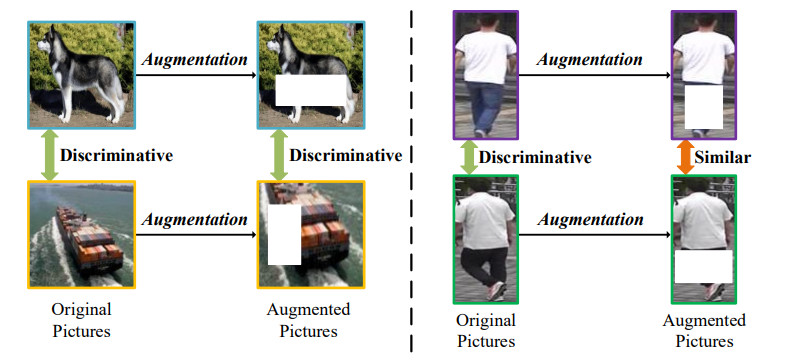 Augmentation
Discriminative
Discriminative
Augmentation
Original
Pictures
Augmented
Pictures
Augmentation
Discriminative
Similar
Augmentation
Original
Pictures
Augmented
Pictures